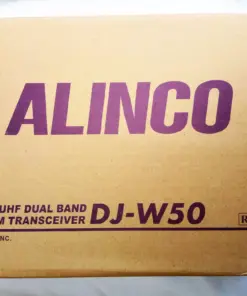 ALINCO
UHF DUAL BAND
M TRANSCEIVER DJ-W50
R
INC.